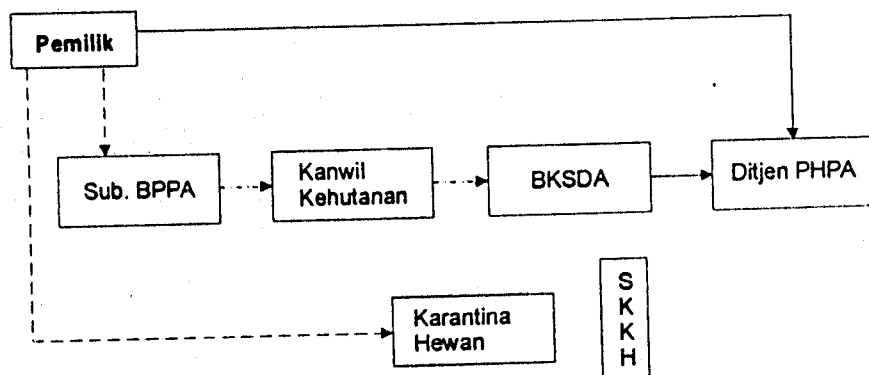 Pemilik
Sub. BPPA
Kanwil
Kehutanan
BKSDA
Ditjen PHPA
Karantina
Hewan
S
K
K
H